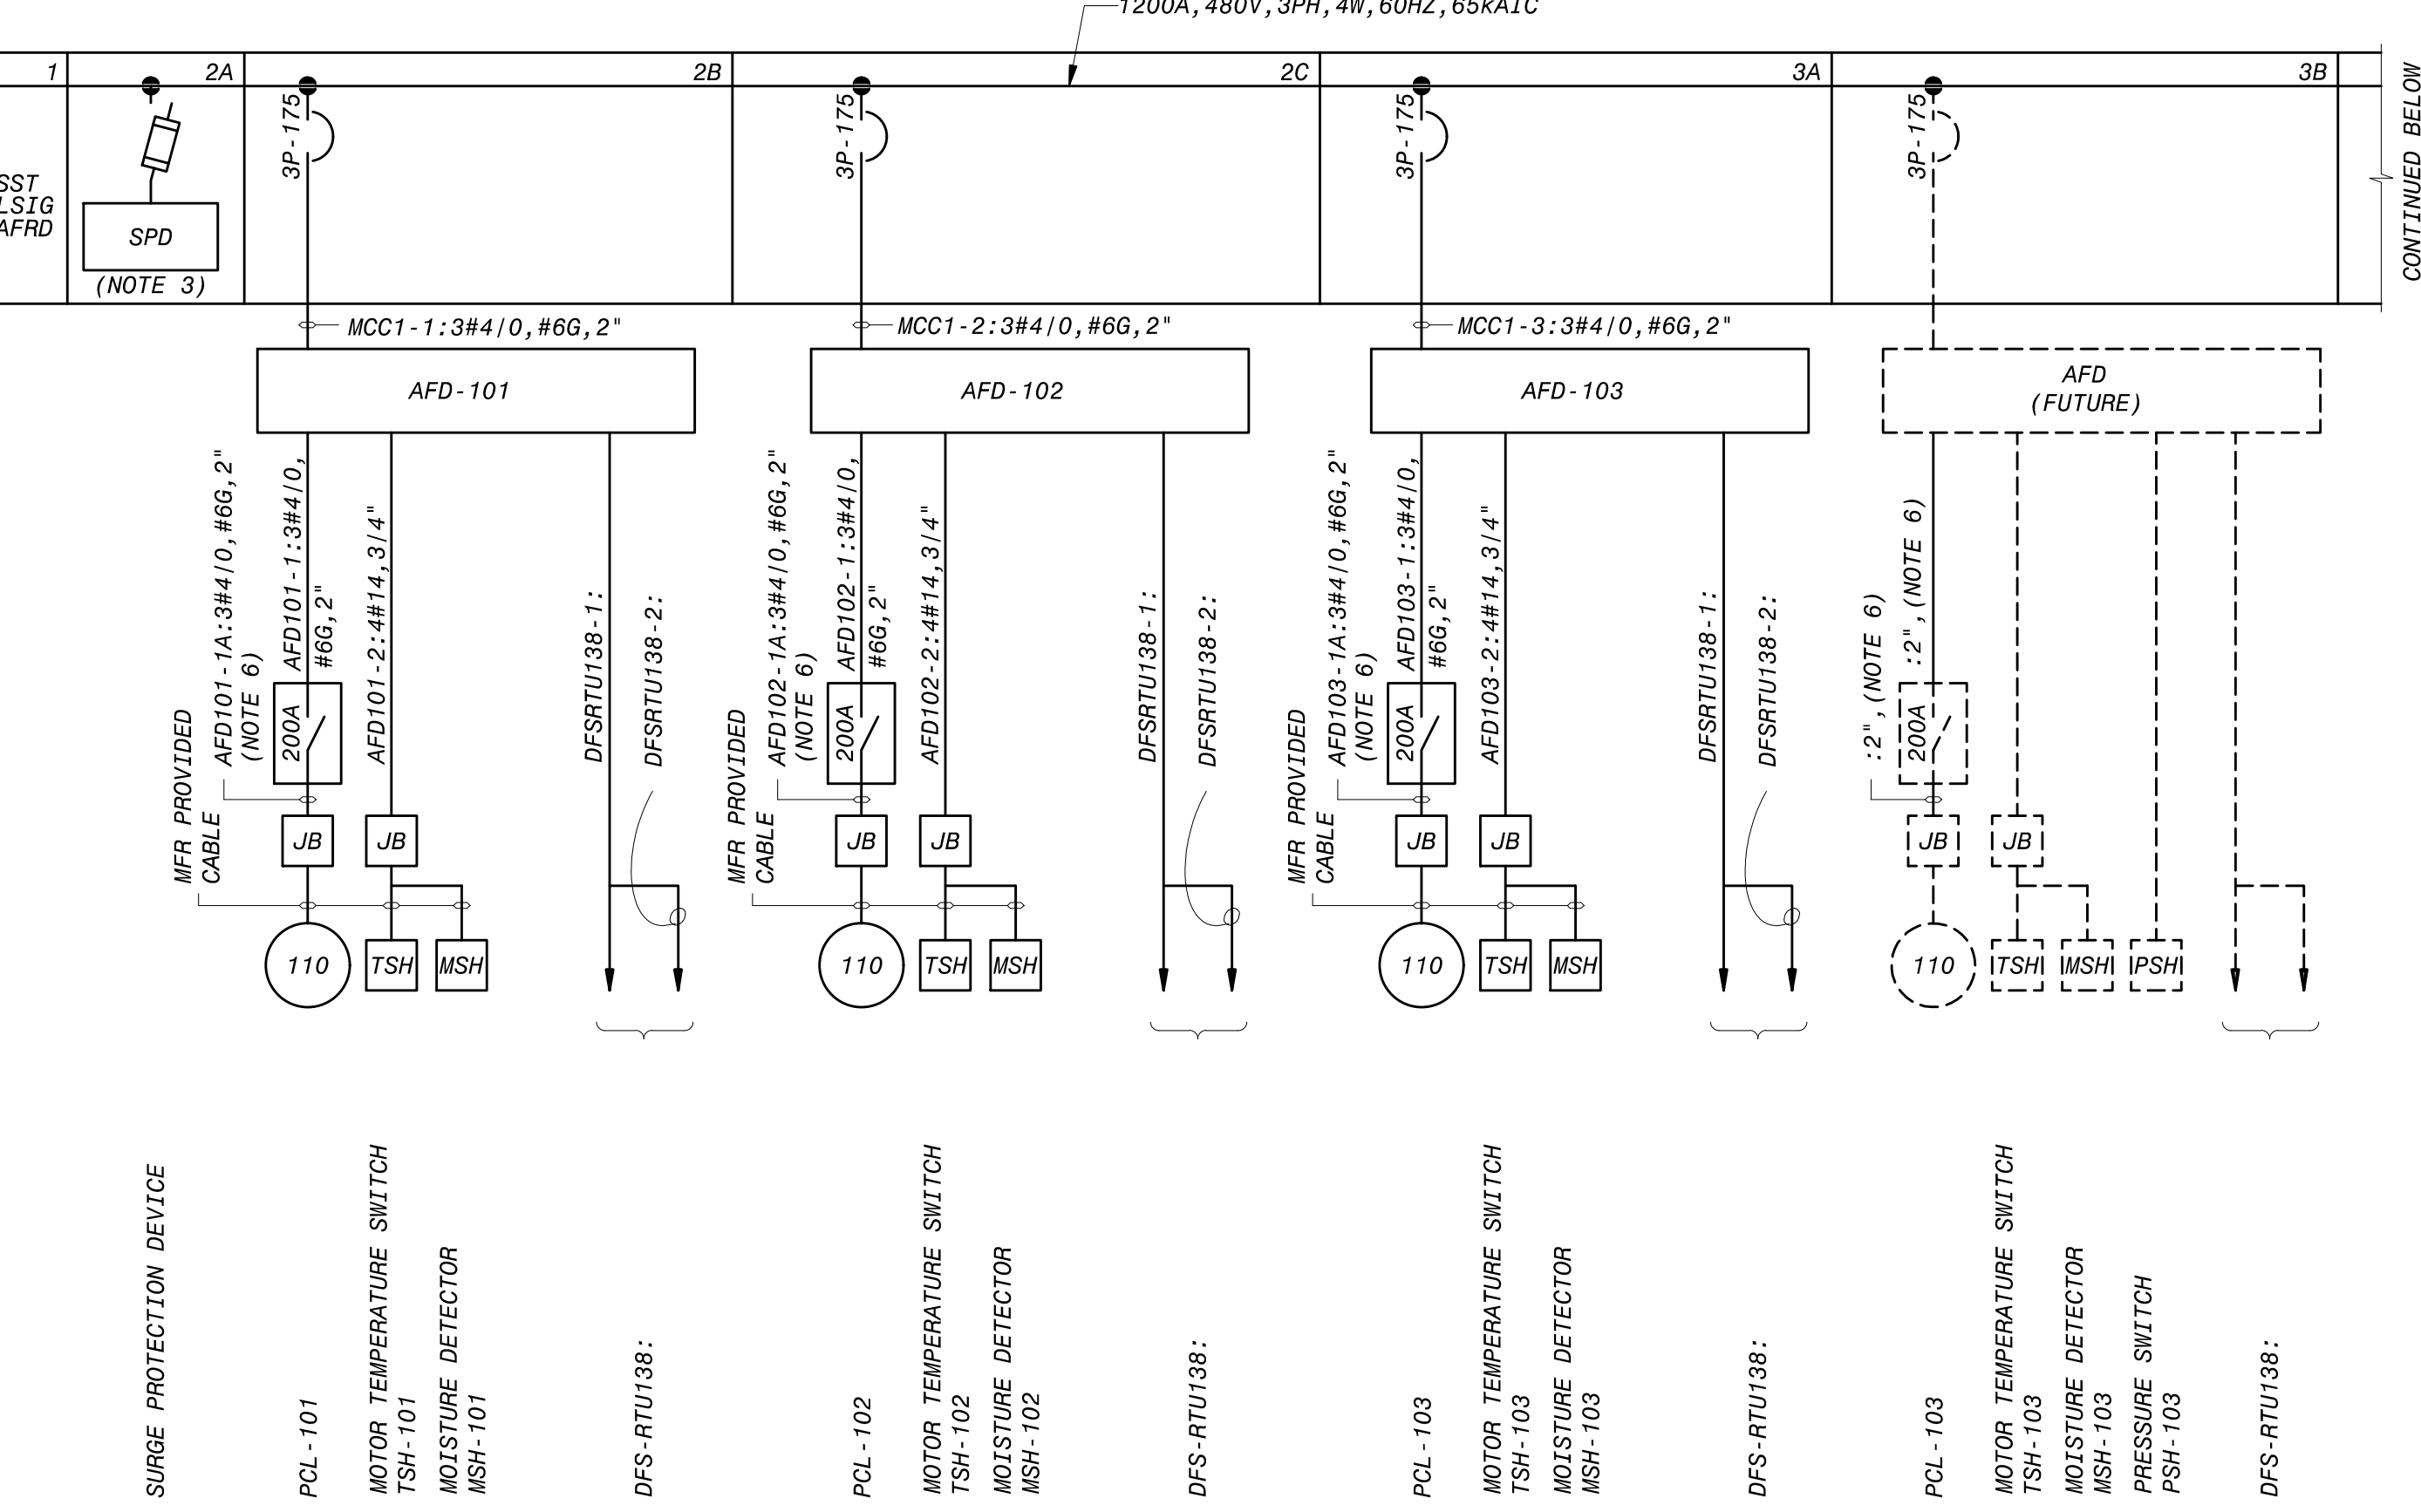 1200A,480V,3PH,4W,60HZ,65KAIC
1
2A
2B
2C
3A
3B
CONTINUED BELOW
SST
LSIG
AFRD
SPD
(NOTE 3)
3P-175
3P-175
3P-175
3P-175
MCC1-1:3#4/0,#6G,2"
MCC1-2:3#4/0,#6G,2"
MCC1-3:3#4/0,#6G,2"
AFD-101
AFD-102
AFD-103
AFD
(FUTURE)
MFR PROVIDED
CABLE
AFD101-1A:3#4/0,#6G,2"
(NOTE 6)
AFD101-1:3#4/0,
#6G,2"
200A
AFD101-2:4#14,3/4"
DFSRTU138-1:
DFSRTU138-2:
JB
JB
110
TSH
MSH
MFR PROVIDED
CABLE
AFD102-1A:3#4/0,#6G,2"
(NOTE 6)
AFD102-1:3#4/0,
#6G,2"
200A
AFD102-2:4#14,3/4"
DFSRTU138-1:
DFSRTU138-2:
JB
JB
110
TSH
MSH
MFR PROVIDED
CABLE
AFD103-1A:3#4/0,#6G,2"
(NOTE 6)
AFD103-1:3#4/0,
#6G,2"
200A
AFD103-2:4#14,3/4"
DFSRTU138-1:
DFSRTU138-2:
JB
JB
110
TSH
MSH
:2",(NOTE 6)
:2",(NOTE 6)
200A
JB
JB
110
TSH
MSH
PSH
SURGE PROTECTION DEVICE
PCL-101
MOTOR TEMPERATURE SWITCH
TSH-101
MOISTURE DETECTOR
MSH-101
DFS-RTU138:
PCL-102
MOTOR TEMPERATURE SWITCH
TSH-102
MOISTURE DETECTOR
MSH-102
DFS-RTU138:
PCL-103
MOTOR TEMPERATURE SWITCH
TSH-103
MOISTURE DETECTOR
MSH-103
DFS-RTU138:
PCL-103
MOTOR TEMPERATURE SWITCH
TSH-103
MOISTURE DETECTOR
MSH-103
PRESSURE SWITCH
PSH-103
DFS-RTU138: